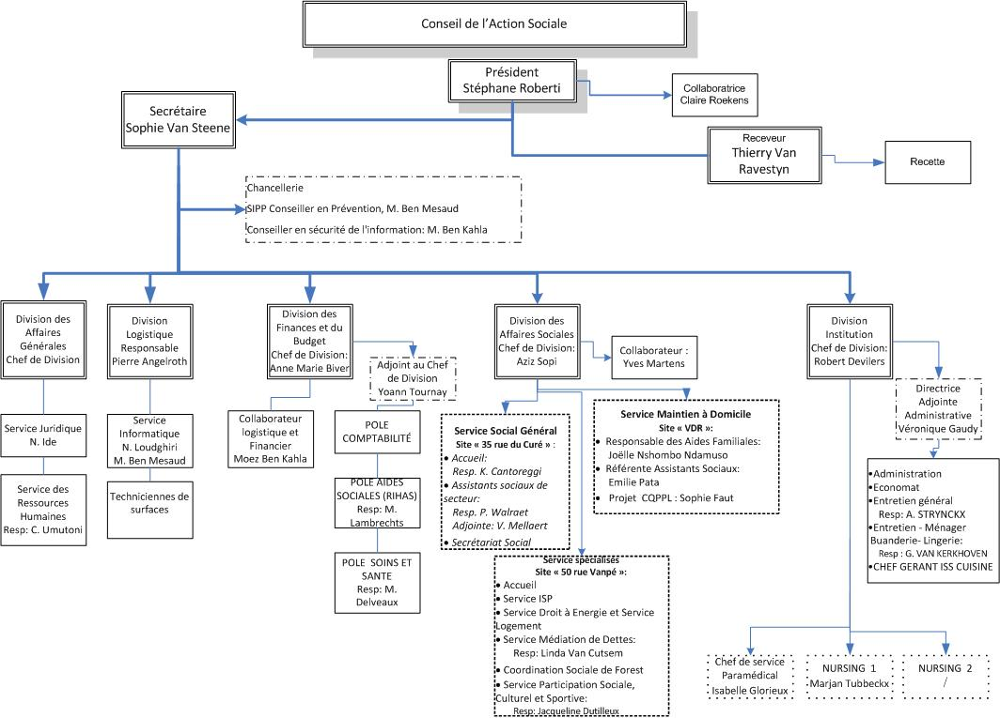 Conseil de l'Action Sociale
Président
Stéphane Roberti
Collaboratrice
Claire Roekens
Secrétaire
Sophie Van Steene
Receveur
Thierry Van
Ravestyn
Recette
Chancellerie
SIPP Conseiller en Prévention, M. Ben Mesaud
Conseiller en sécurité de l'information: M. Ben Kahla
Division des
Affaires
Générales
Chef de Division
Service Juridique
N. Ide
Service des
Ressources
Humaines
Resp: C. Umutoni
Division
Logistique
Responsable
Pierre Angelroth
Service
Informatique
N. Loudghiri
M. Ben Mesaud
Techniciennes de
surfaces
Division des
Finances et du
Budget
Chef de Division:
Anne Marie Biver
Adjoint au Chef
de Division
Yoann Tournay
Collaborateur
logistique et
Financier
Moez Ben Kahla
POLE
COMPTABILITÉ
POLE AIDES
SOCIALES (RIHAS)
Resp: M.
Lambrechts
POLE SOINS ET
SANTE
Resp: M.
Delveaux
Division des
Affaires Sociales
Chef de Division:
Aziz Sopi
Collaborateur :
Yves Martens
Service Social Général
Site « 35 rue du Curé » :
• Accueil:
Resp. K. Cantoreggi
• Assistants sociaux de
secteur:
Resp. P. Walraet
Adjointe: V. Mellaert
• Secrétariat Social
Service Maintien à Domicile
Site « VDR »:
• Responsable des Aides Familiales:
Joëlle Nshombo Ndamuso
• Référente Assistants Sociaux:
Emilie Pata
• Projet CQPPL : Sophie Faut
Service spécialisés
Site « 50 rue Vanpé »:
• Accueil
• Service ISP
• Service Droit à Energie et Service
Logement
• Service Médiation de Dettes:
Resp: Linda Van Cutsem
• Coordination Sociale de Forest
• Service Participation Sociale,
Culturel et Sportive:
Resp: Jacqueline Dutilleux
Division
Institution
Chef de Division:
Robert Devilers
Directrice
Adjointe
Administrative
Véronique Gaudy
•Administration
•Economat
•Entretien général
Resp: A. STRYNCKX
•Entretien - Ménager
Buanderie- Lingerie:
Resp : G. VAN KERKHOVEN
•CHEF GERANT ISS CUISINE
Chef de service
Paramédical
Isabelle Glorieux
NURSING 1
Marjan Tubbeckx
NURSING 2
/